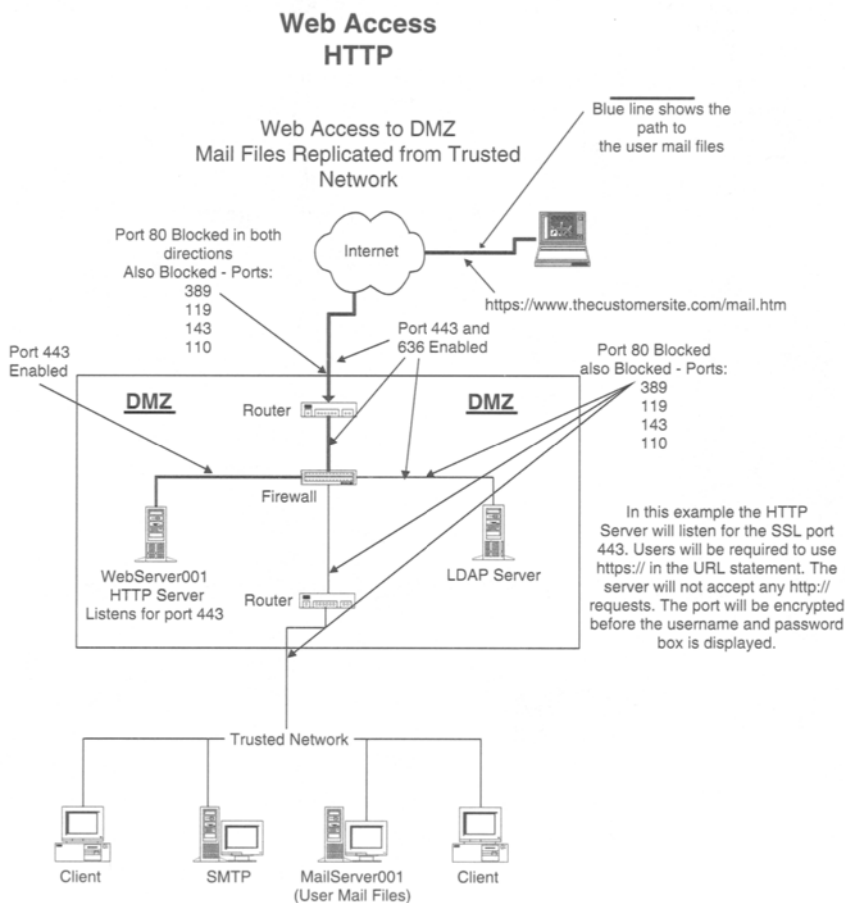 Web Access
HTTP
Blue line shows the
path to
the user mail files
Web Access to DMZ
Mail Files Replicated from Trusted
Network
Port 80 Blocked in both
directions
Also Blocked - Ports:
389
119
143
110
Internet
https://www.thecustomersite.com/mail.htm
Port 443
Enabled
Port 443 and
636 Enabled
Port 80 Blocked
also Blocked - Ports:
389
119
143
110
DMZ
Router
DMZ
Firewall
WebServer001
HTTP Server
Listens for port 443
LDAP Server
Router
In this example the HTTP
Server will listen for the SSL port
443. Users will be required to use
https:// in the URL statement. The
server will not accept any http://
requests. The port will be encrypted
before the username and password
box is displayed.
Trusted Network
Client
SMTP
MailServer001
(User Mail Files)
Client